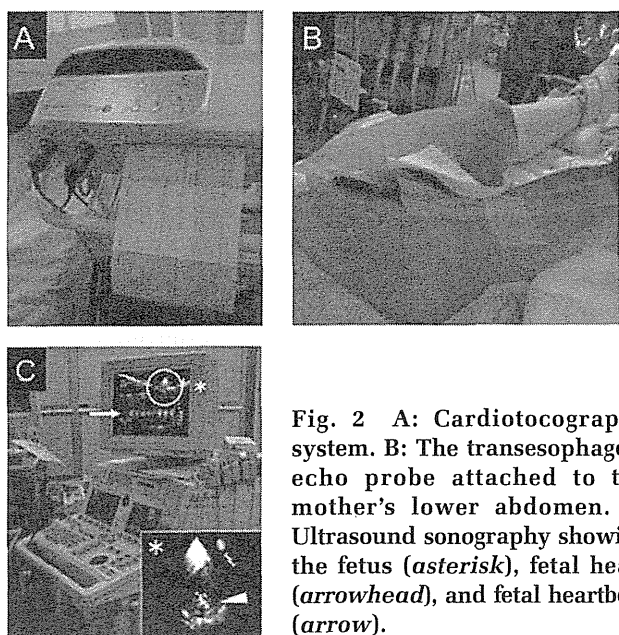 A
B
C
*
*
Fig. 2 A: Cardiotocograp
system. B: The transesophage
echo probe attached to t
mother's lower abdomen.
Ultrasound sonography showi
the fetus (asterisk), fetal hea
(arrowhead), and fetal heartbe
(arrow).